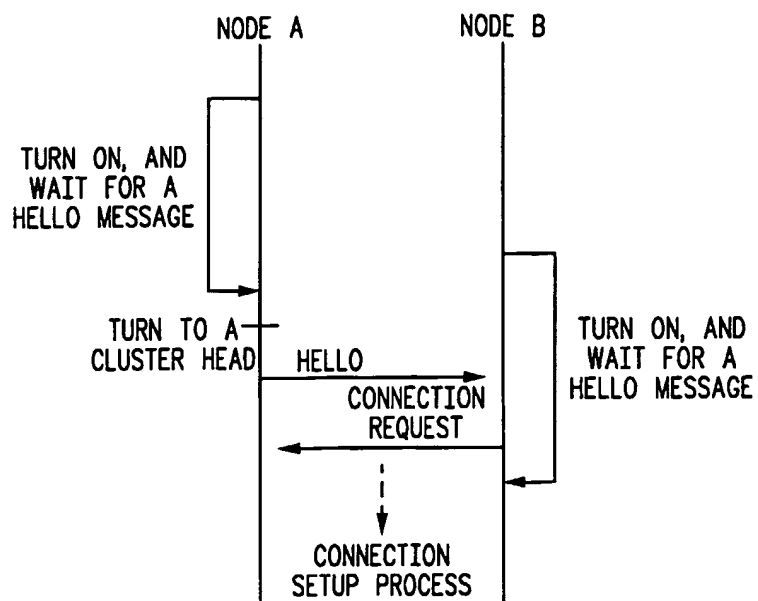 NODE A
NODE B
TURN ON, AND
WAIT FOR A
HELLO MESSAGE
TURN TO A
CLUSTER HEAD
HELLO
CONNECTION
REQUEST
TURN ON, AND
WAIT FOR A
HELLO MESSAGE
CONNECTION
SETUP PROCESS